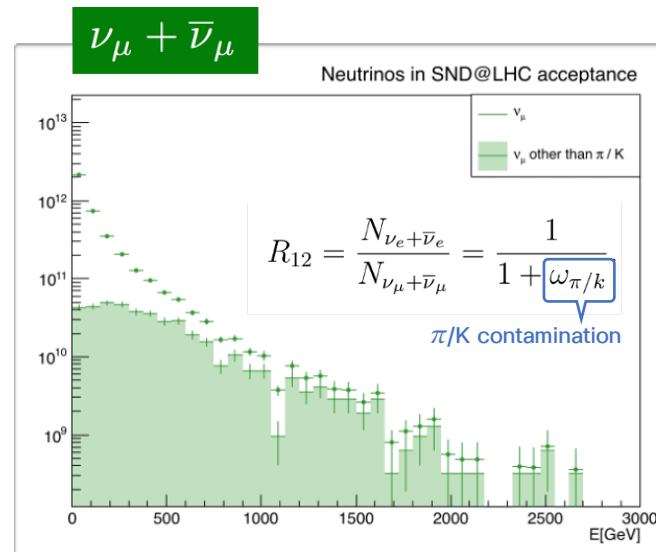 ν_μ + ν̅_μ
Neutrinos in SND@LHC acceptance
ν_μ
ν_μ other than π / K
10^13
10^12
10^11
10^10
10^9
R_12 = N_{ν_e+ν̅_e} / N_{ν_μ+ν̅_μ} = 1 / (1 + ω_{π/k})
π/K contamination
0 500 1000 1500 2000 2500 3000
E[GeV]